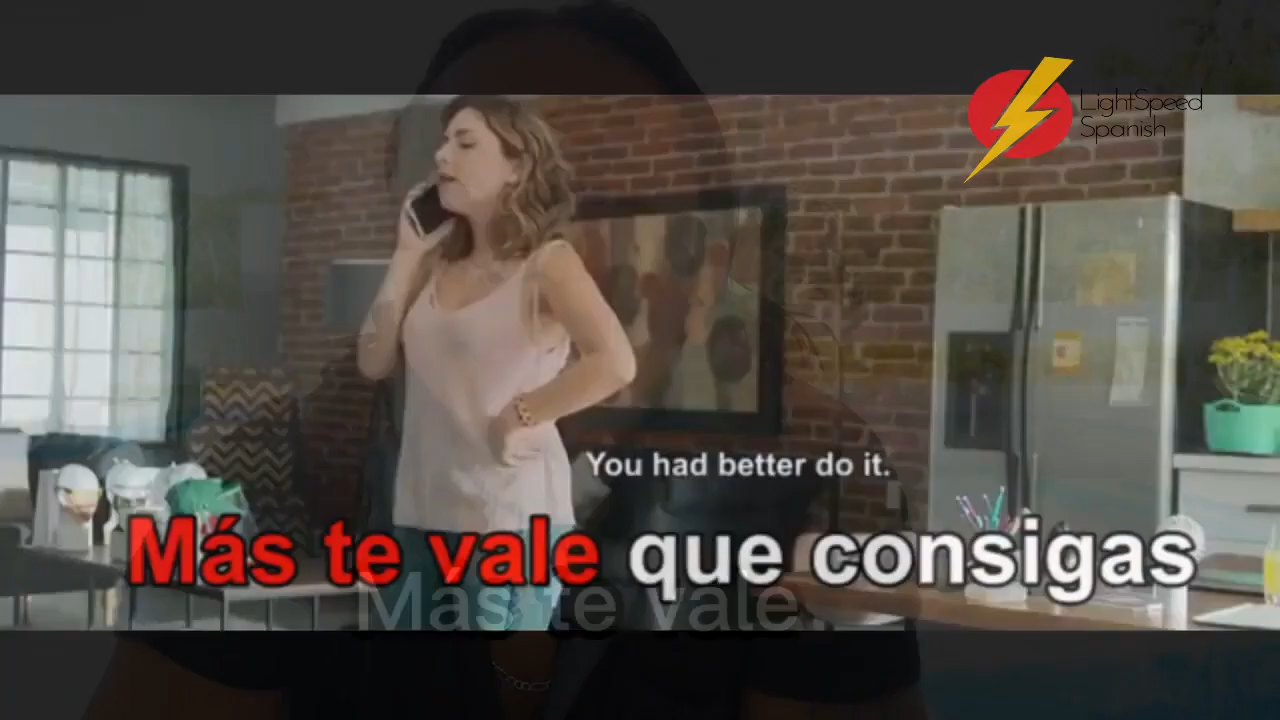 LightSpeed
Spanish
You had better do it.
Más te vale que consigas
Más te vale.